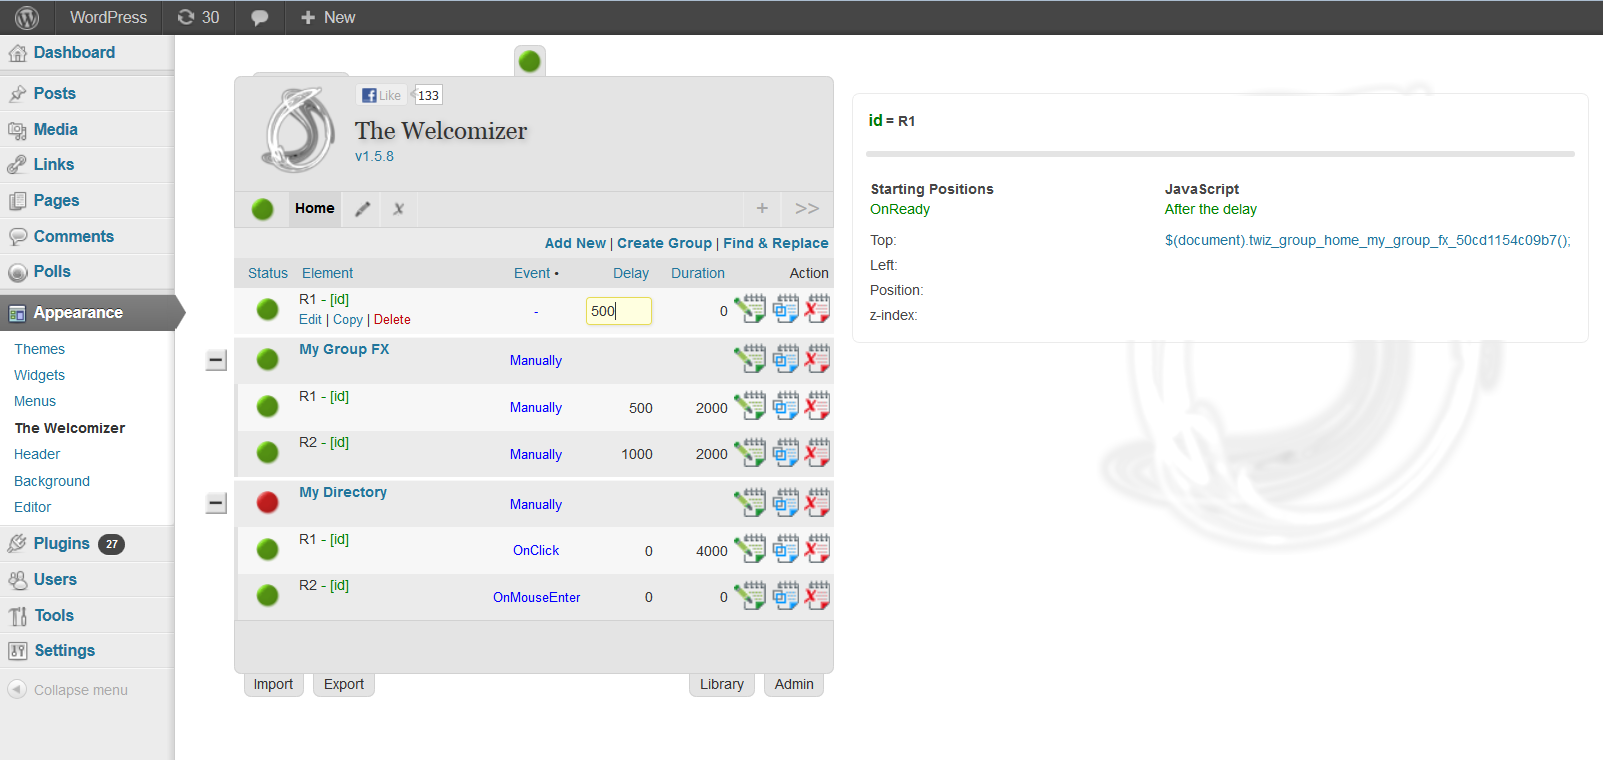 WordPress 30 New
Dashboard
Posts
Media
Links
Pages
Comments
Polls
Appearance
Themes
Widgets
Menus
The Welcomizer
Header
Background
Editor
Plugins 27
Users
Tools
Settings
Collapse menu
Like 133
The Welcomizer
v1.5.8
Home X + >>
Add New | Create Group | Find & Replace
Status Element Event • Delay Duration Action
R1 - [id] - 500 0
Edit | Copy | Delete
My Group FX Manually
R1 - [id] Manually 500 2000
R2 - [id] Manually 1000 2000
My Directory Manually
R1 - [id] OnClick 0 4000
R2 - [id] OnMouseEnter 0 0
Import Export Library Admin
id = R1
Starting Positions JavaScript
OnReady After the delay
Top: $(document).twiz_group_home_my_group_fx_50cd1154c09b7();
Left:
Position:
z-index: